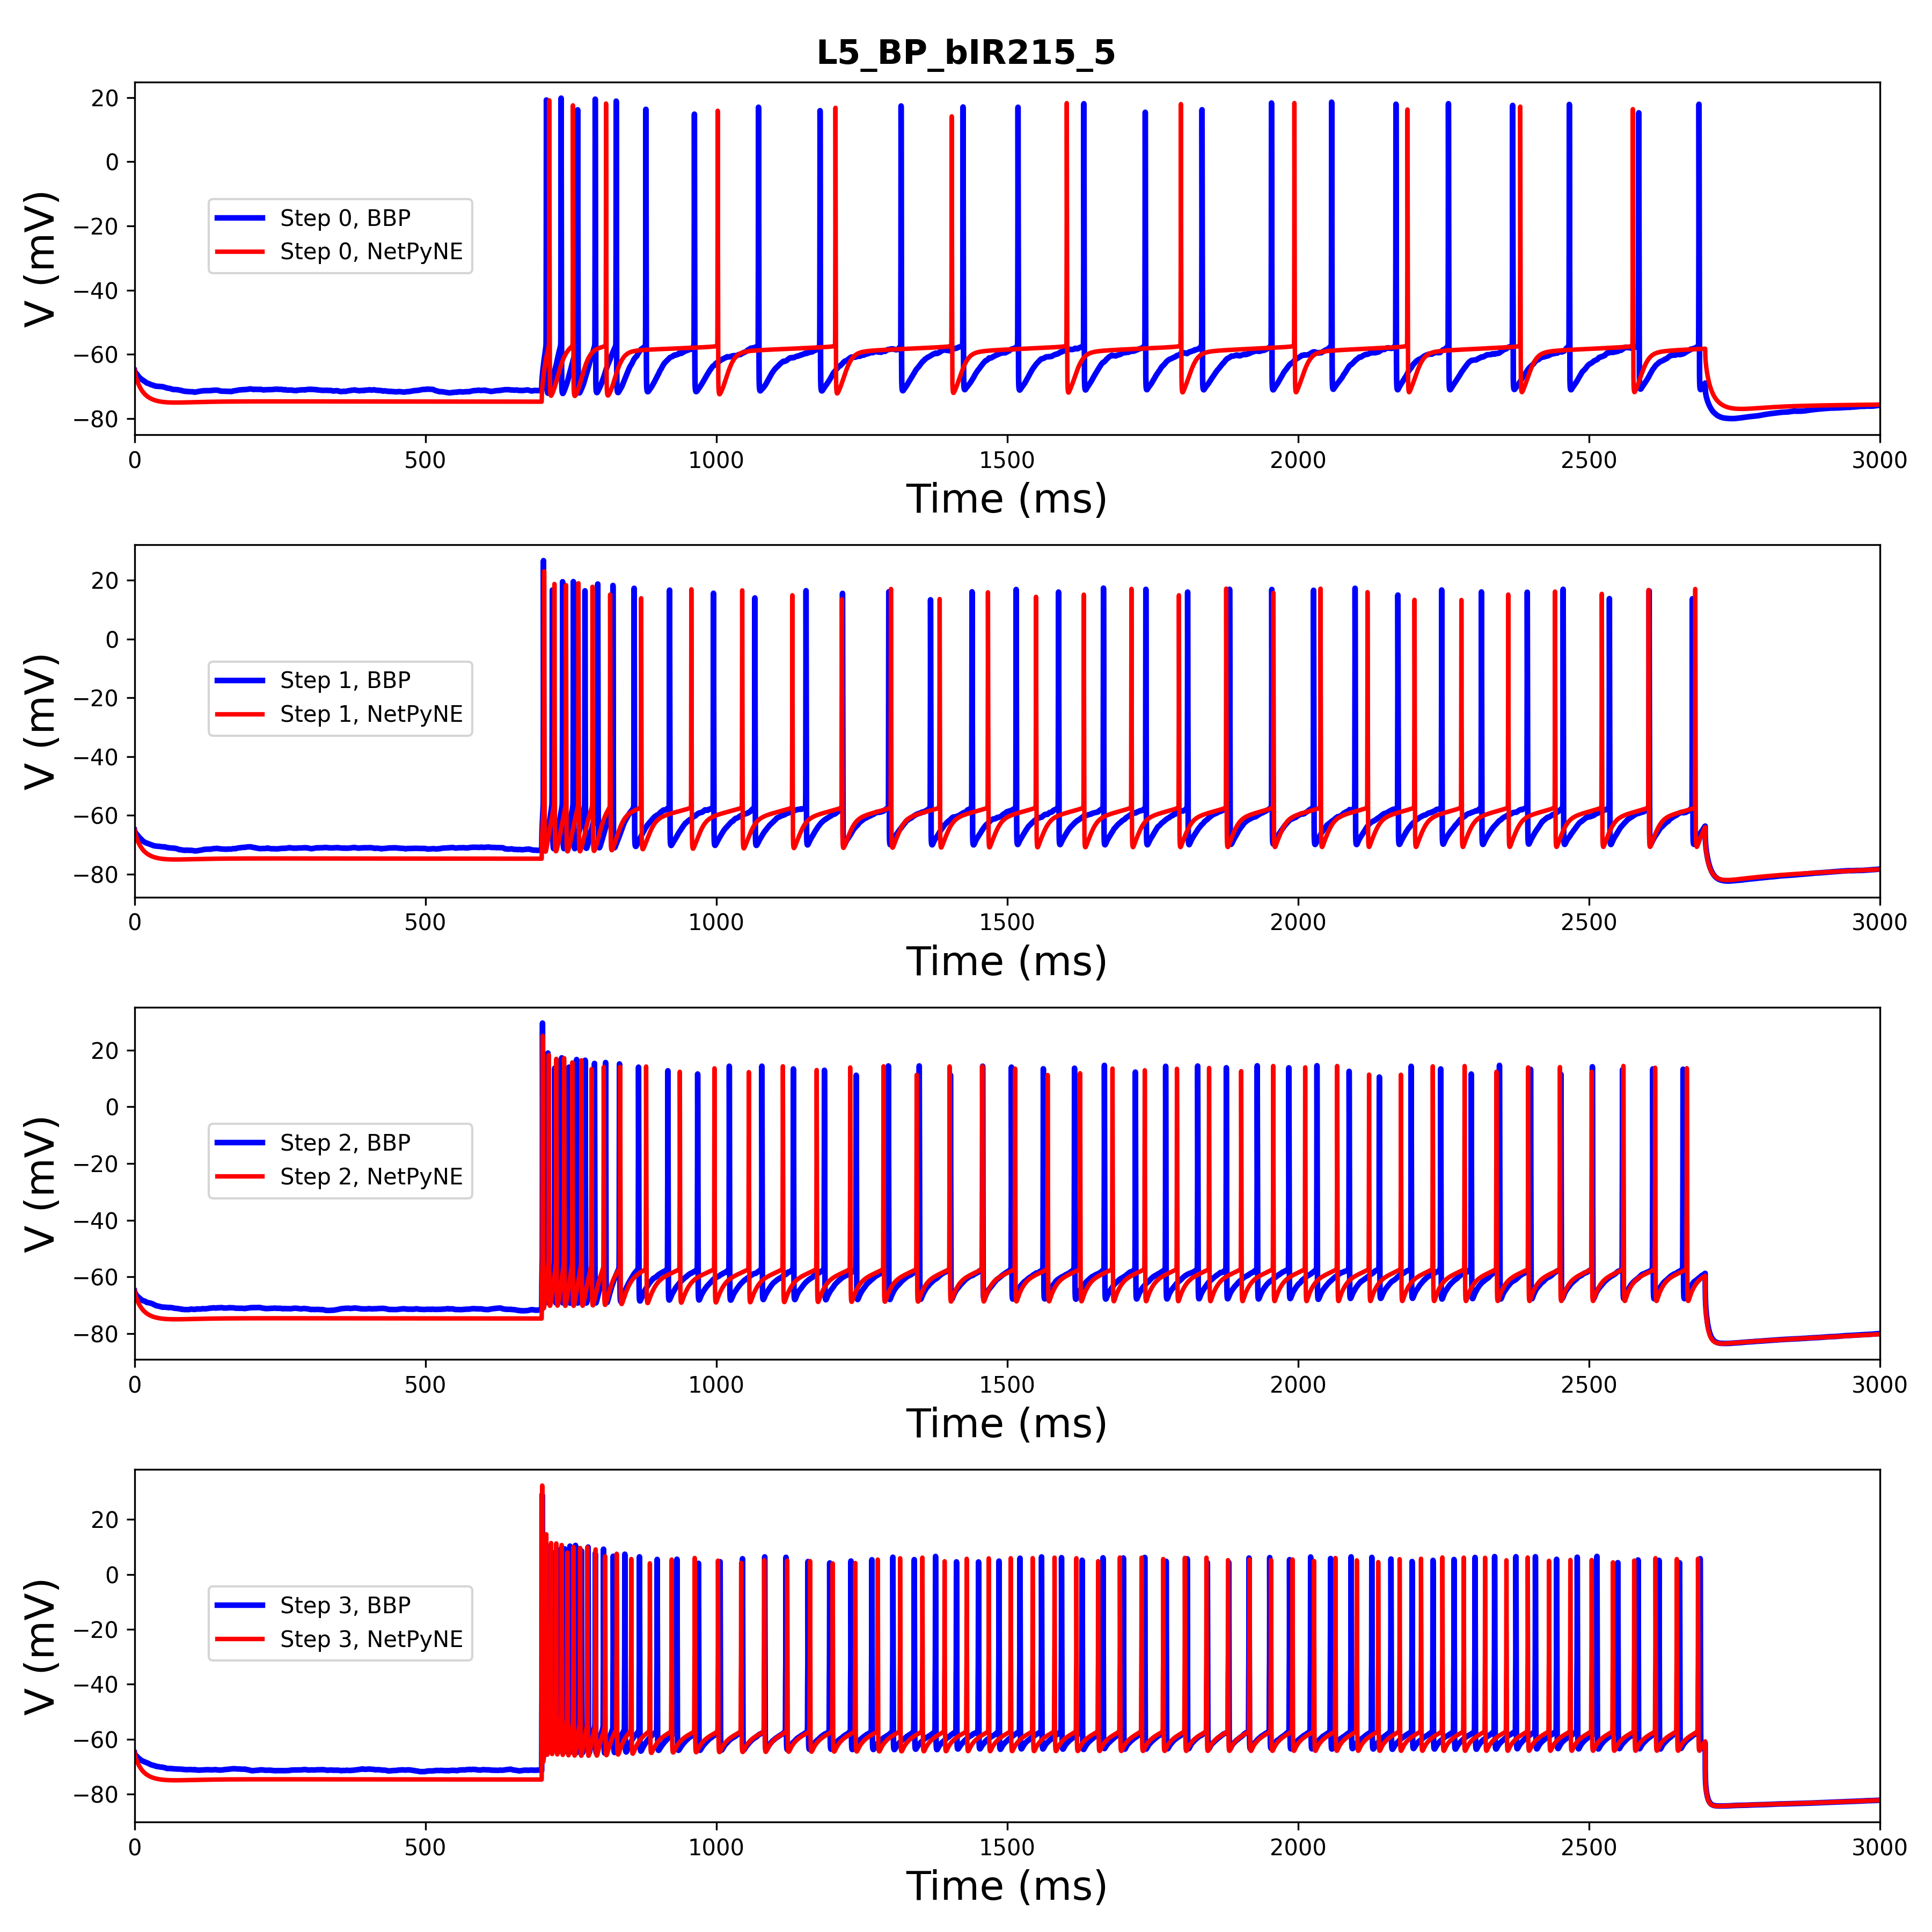 L5_BP_bIR215_5
20
0
−20
−40
−60
−80
V (mV)
Step 0, BBP
Step 0, NetPyNE
0 500 1000 1500 2000 2500 3000
Time (ms)
20
0
−20
−40
−60
−80
V (mV)
Step 1, BBP
Step 1, NetPyNE
0 500 1000 1500 2000 2500 3000
Time (ms)
20
0
−20
−40
−60
−80
V (mV)
Step 2, BBP
Step 2, NetPyNE
0 500 1000 1500 2000 2500 3000
Time (ms)
20
0
−20
−40
−60
−80
V (mV)
Step 3, BBP
Step 3, NetPyNE
0 500 1000 1500 2000 2500 3000
Time (ms)